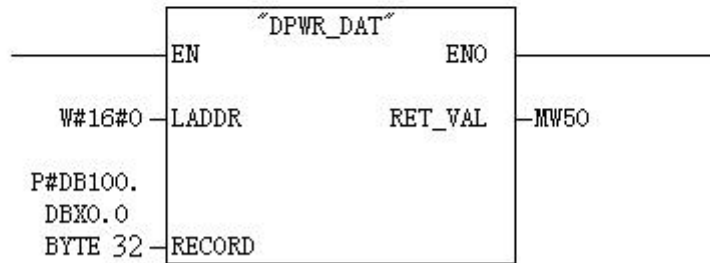 "DPWR_DAT"
EN ENO
W#16#0 LADDR RET_VAL MW50
P#DB100.
DBX0.0
BYTE 32 RECORD